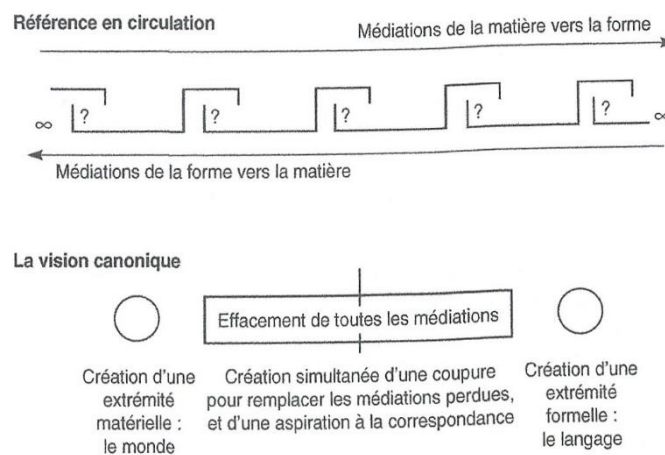 Référence en circulation
Médiations de la matière vers la forme
∞ ? ? ? ? ? ∞
Médiations de la forme vers la matière
La vision canonique
Effacement de toutes les médiations
Création d'une
extrémité
matérielle :
le monde
Création simultanée d'une coupure
pour remplacer les médiations perdues,
et d'une aspiration à la correspondance
Création d'une
extrémité
formelle :
le langage